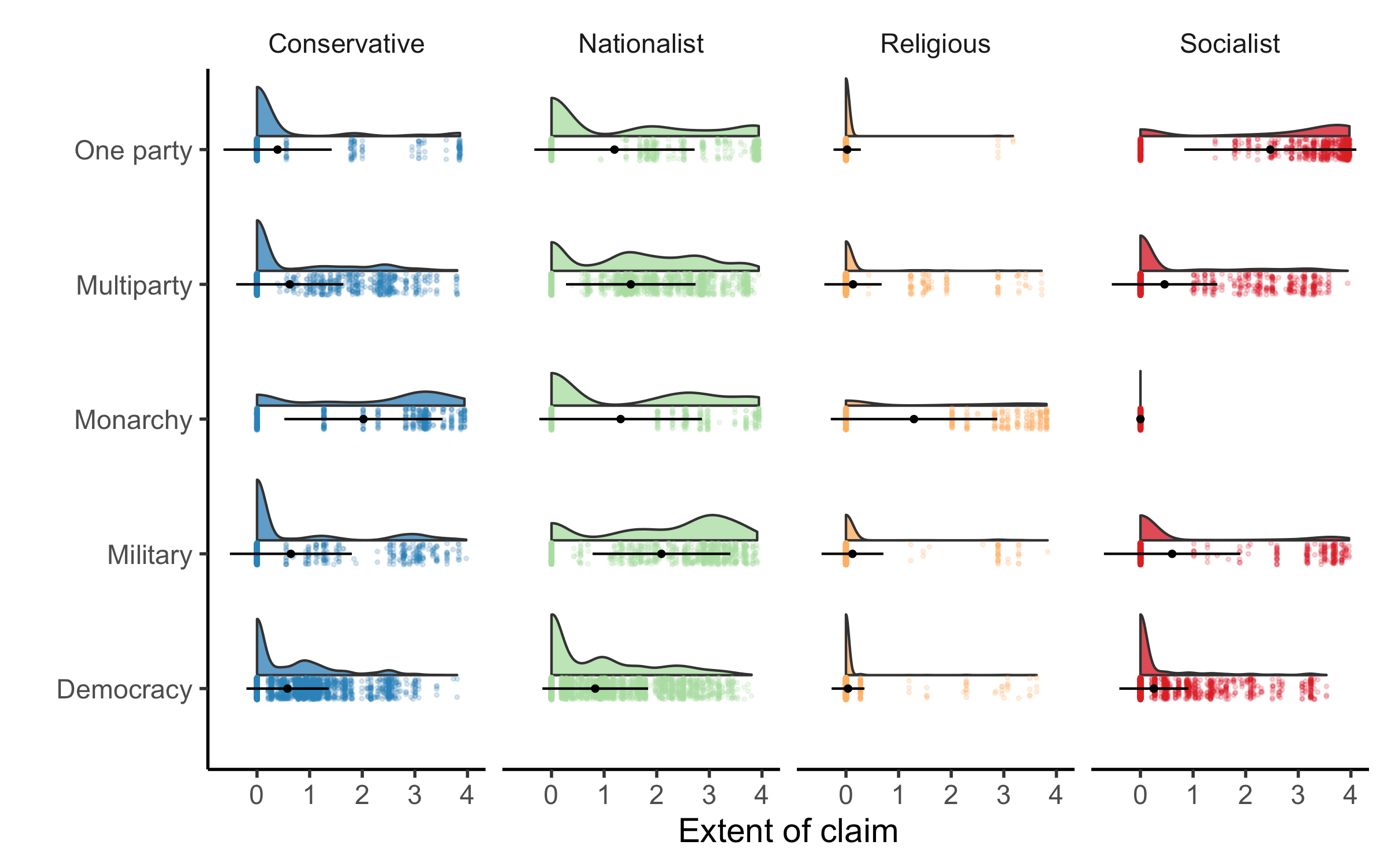 Conservative Nationalist Religious Socialist
One party
Multiparty
Monarchy
Military
Democracy
0 1 2 3 4 0 1 2 3 4 0 1 2 3 4 0 1 2 3 4
Extent of claim